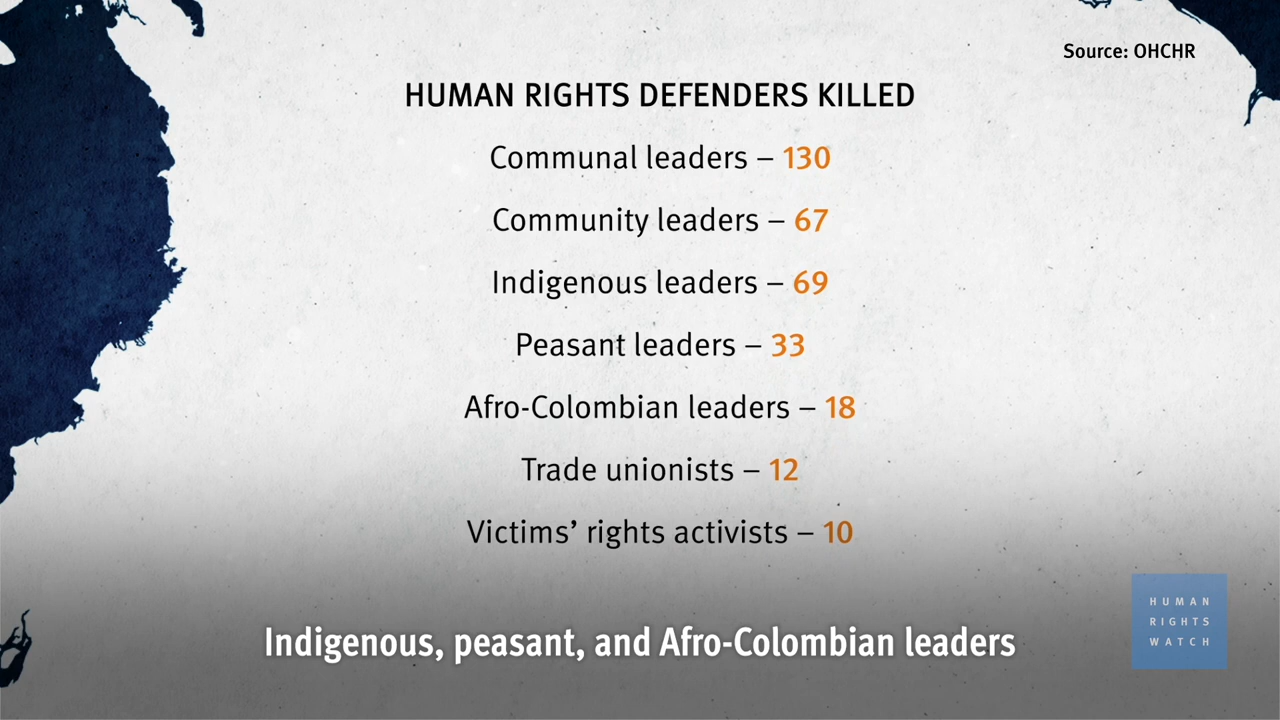 Source: OHCHR
HUMAN RIGHTS DEFENDERS KILLED
Communal leaders – 130
Community leaders – 67
Indigenous leaders – 69
Peasant leaders – 33
Afro-Colombian leaders – 18
Trade unionists – 12
Victims’ rights activists – 10
HUMAN
RIGHTS
WATCH
Indigenous, peasant, and Afro-Colombian leaders